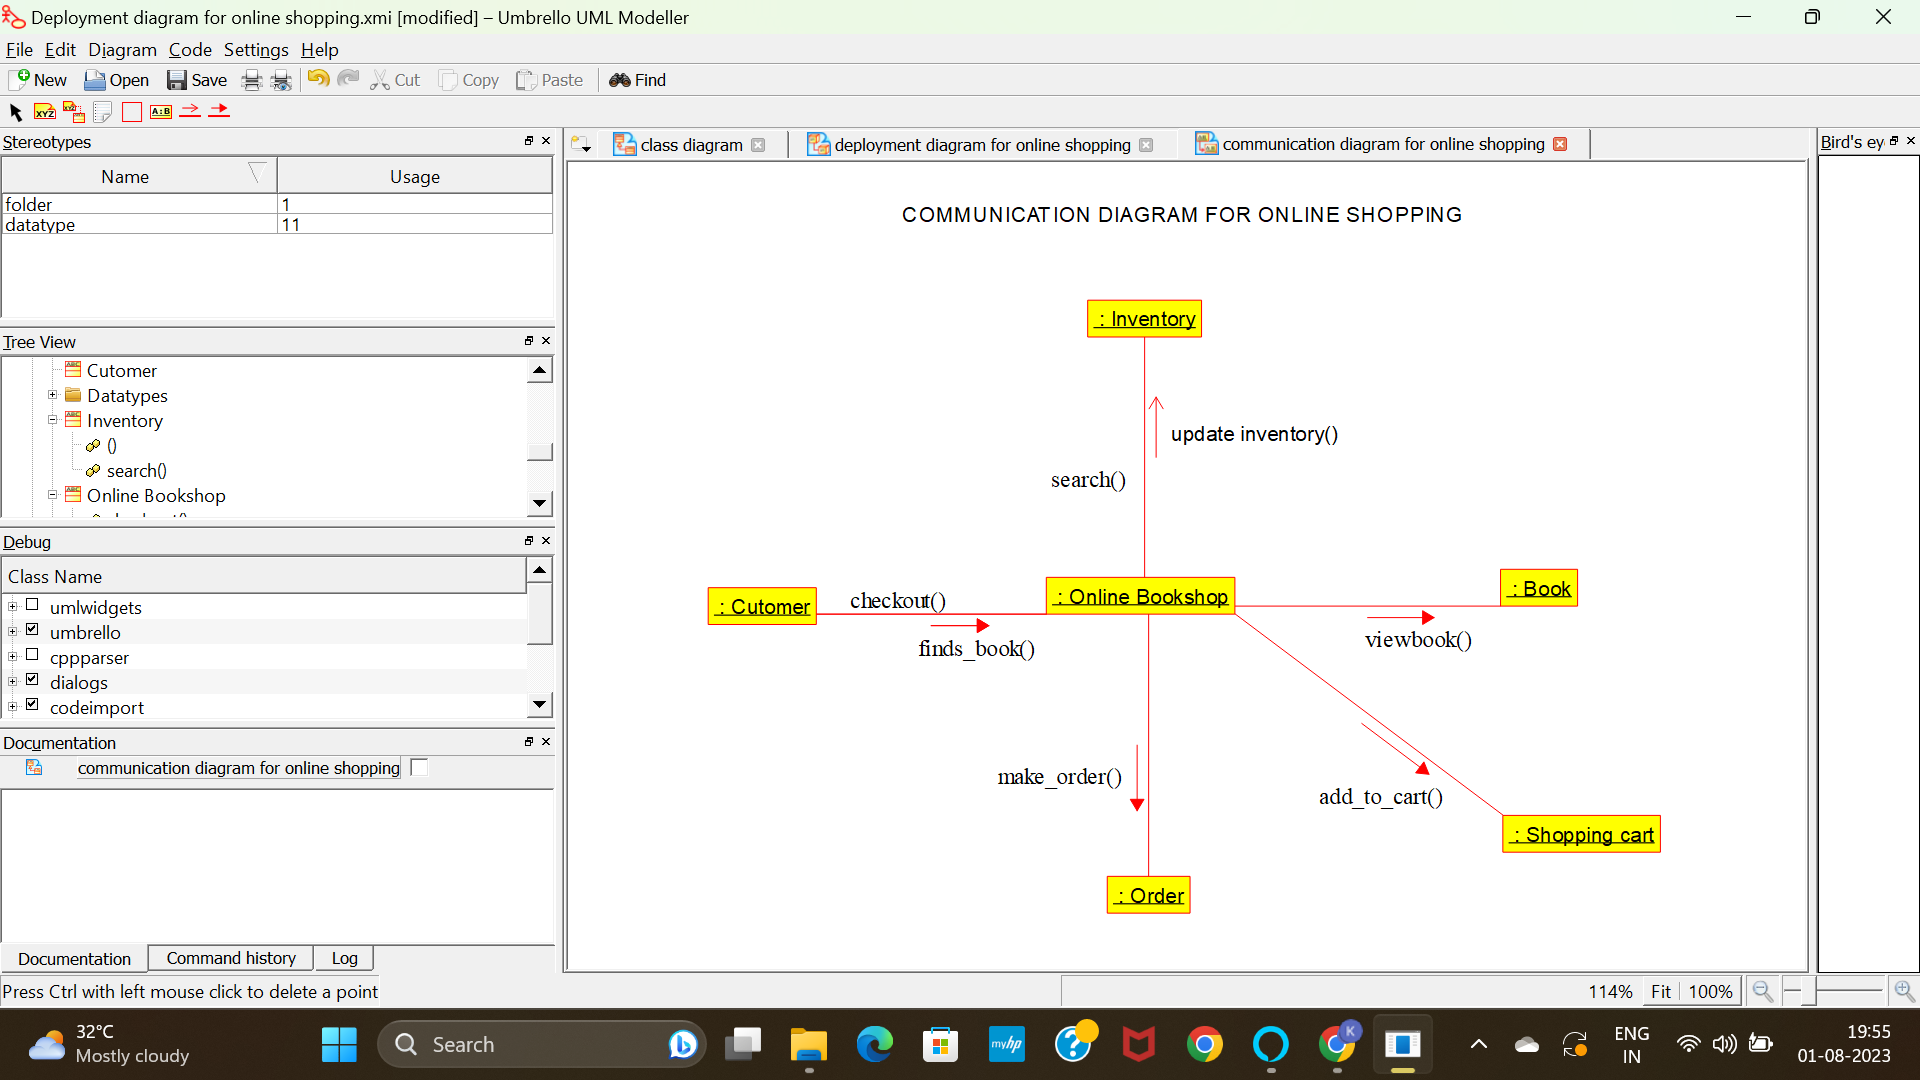 Deployment diagram for online shopping.xmi [modified] – Umbrello UML Modeller
File Edit Diagram Code Settings Help
New Open Save Cut Copy Paste Find
XYZ XYZ A:B
Stereotypes
Name Usage
folder 1
datatype 11
Tree View
Cutomer
Datatypes
Inventory
()
search()
Online Bookshop
Debug
Class Name
umlwidgets
umbrello
cppparser
dialogs
codeimport
Documentation
communication diagram for online shopping
Documentation Command history Log
Press Ctrl with left mouse click to delete a point
class diagram deployment diagram for online shopping communication diagram for online shopping
Bird's ey
COMMUNICATION DIAGRAM FOR ONLINE SHOPPING
: Inventory
update inventory()
search()
: Cutomer
checkout()
finds_book()
: Online Bookshop
: Book
viewbook()
make_order()
add_to_cart()
: Shopping cart
: Order
114% Fit 100%
32°C
Mostly cloudy
Search
myhp
K
ENG
IN
19:55
01-08-2023